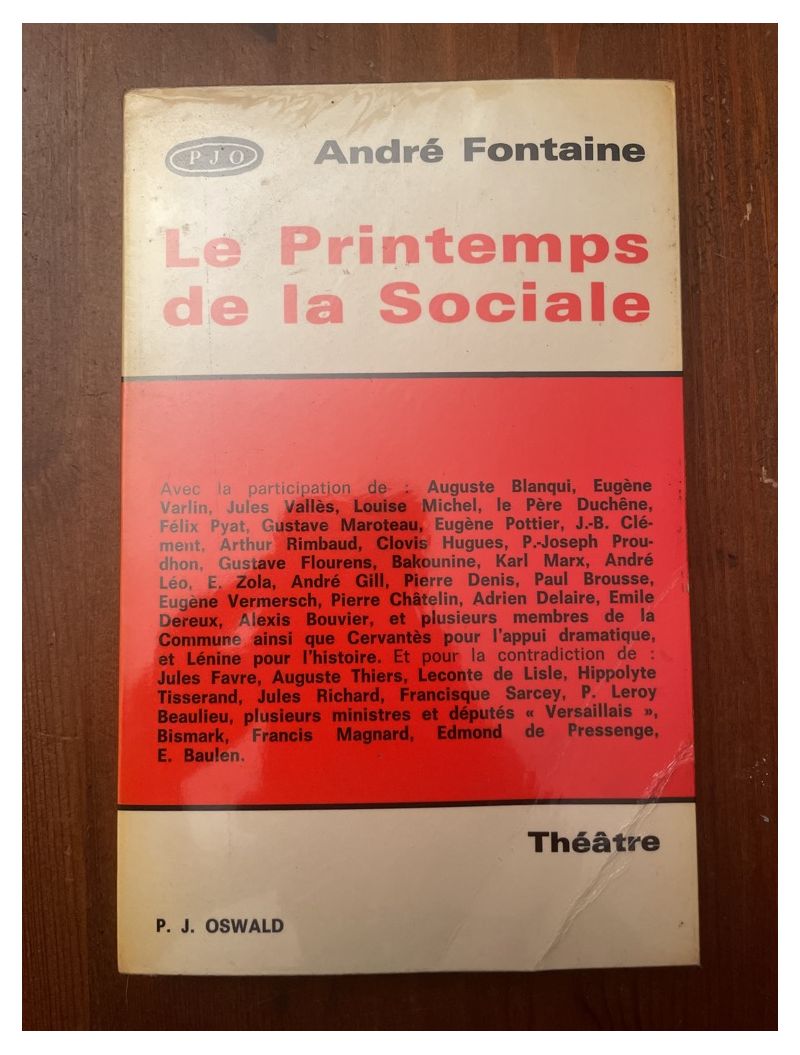 PJO
André Fontaine
Le Printemps
de la Sociale
Avec la participation de : Auguste Blanqui, Eugène
Varlin, Jules Vallès, Louise Michel, le Père Duchêne,
Félix Pyat, Gustave Maroteau, Eugène Pottier, J.-B. Clé-
ment, Arthur Rimbaud, Clovis Hugues, P.-Joseph Prou-
dhon, Gustave Flourens, Bakounine, Karl Marx, André
Léo, E. Zola, André Gill, Pierre Denis, Paul Brousse,
Eugène Vermersch, Pierre Châtelin, Adrien Delaire, Emile
Dereux, Alexis Bouvier, et plusieurs membres de la
Commune ainsi que Cervantès pour l'appui dramatique,
et Lénine pour l'histoire. Et pour la contradiction de :
Jules Favre, Auguste Thiers, Leconte de Lisle, Hippolyte
Tisserand, Jules Richard, Francisque Sarcey, P. Leroy
Beaulieu, plusieurs ministres et députés « Versaillais »,
Bismark, Francis Magnard, Edmond de Pressenge,
E. Baulen.
Théâtre
P. J. OSWALD